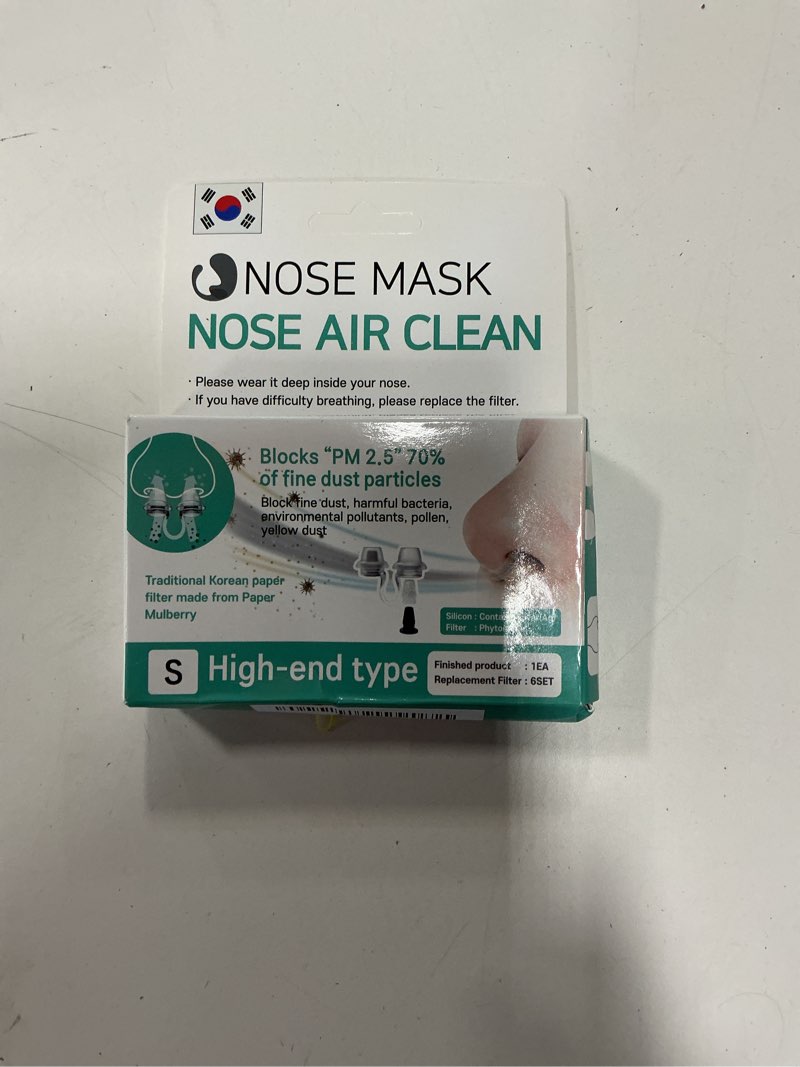 NOSE MASK
NOSE AIR CLEAN
· Please wear it deep inside your nose.
· If you have difficulty breathing, please replace the filter.
Blocks “PM 2.5” 70%
of fine dust particles
Block fine dust, harmful bacteria,
environmental pollutants, pollen,
yellow dust
Traditional Korean paper
filter made from Paper
Mulberry
Silicon :
Filter :
S
High-end type
Finished product : 1EA
Replacement Filter : 6SET